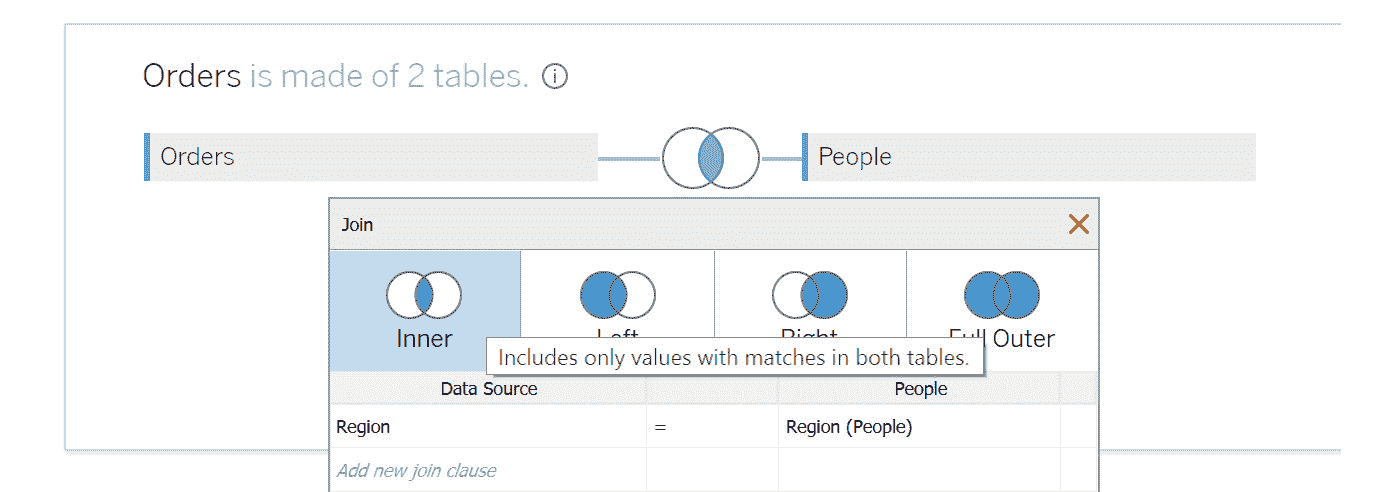 Orders is made of 2 tables. ⓘ
Orders
People
Join
Inner
Left
Right
Full Outer
Includes only values with matches in both tables.
Data Source
People
Region
=
Region (People)
Add new join clause